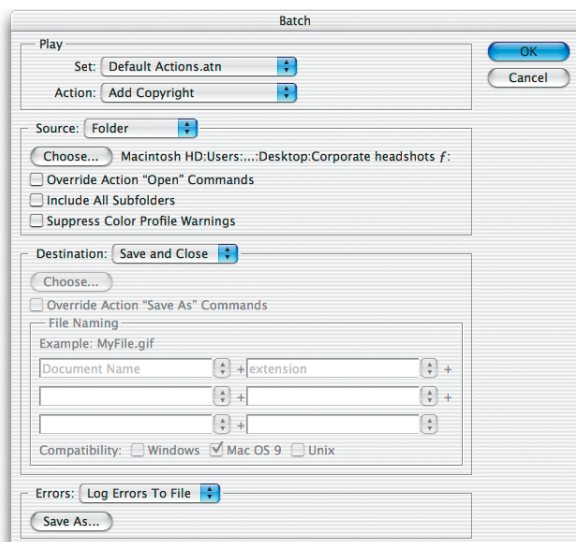 Batch
Play
Set: Default Actions.atn
Action: Add Copyright
OK
Cancel
Source: Folder
Choose... Macintosh HD:Users:...:Desktop:Corporate headshots ƒ:
Override Action “Open” Commands
Include All Subfolders
Suppress Color Profile Warnings
Destination: Save and Close
Choose...
Override Action “Save As” Commands
File Naming
Example: MyFile.gif
Document Name + extension +
+ +
+
Compatibility: Windows Mac OS 9 Unix
Errors: Log Errors To File
Save As...